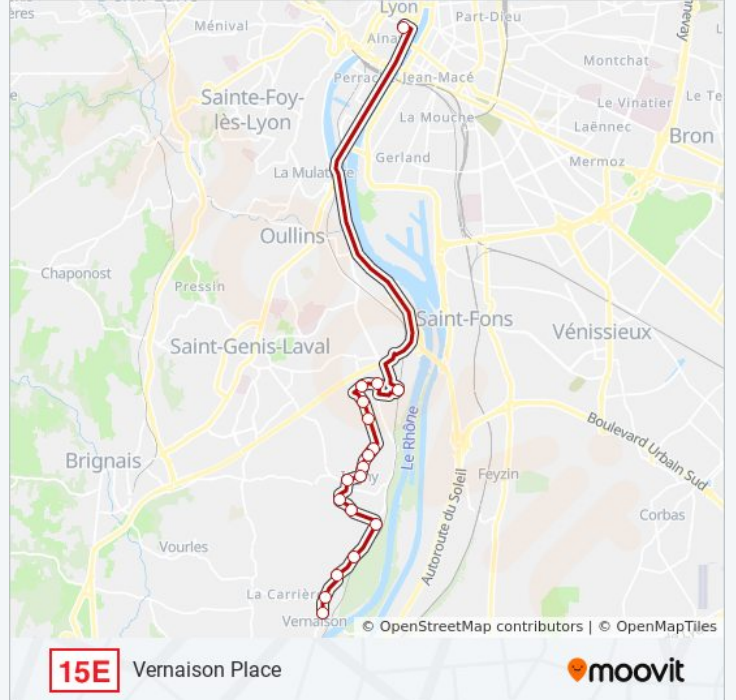 Lyon
Part-Dieu
Ménival
Ainay
Montchat
Perrache
Jean-Macé
Sainte-Foy-
lès-Lyon
Le Vinatier
La Mouche
Laënnec
Bron
Gerland
Mermoz
La Mulat
Oullins
Chaponost
Pressin
Saint-Fons
Vénissieux
Saint-Genis-Laval
Le Rhône
Boulevard Urbain Sud
Brignais
Feyzin
Autoroute du Soleil
Corbas
Vourles
La Carrière
Vernaison
© OpenStreetMap contributors | © OpenMapTiles
15E Vernaison Place
moovit